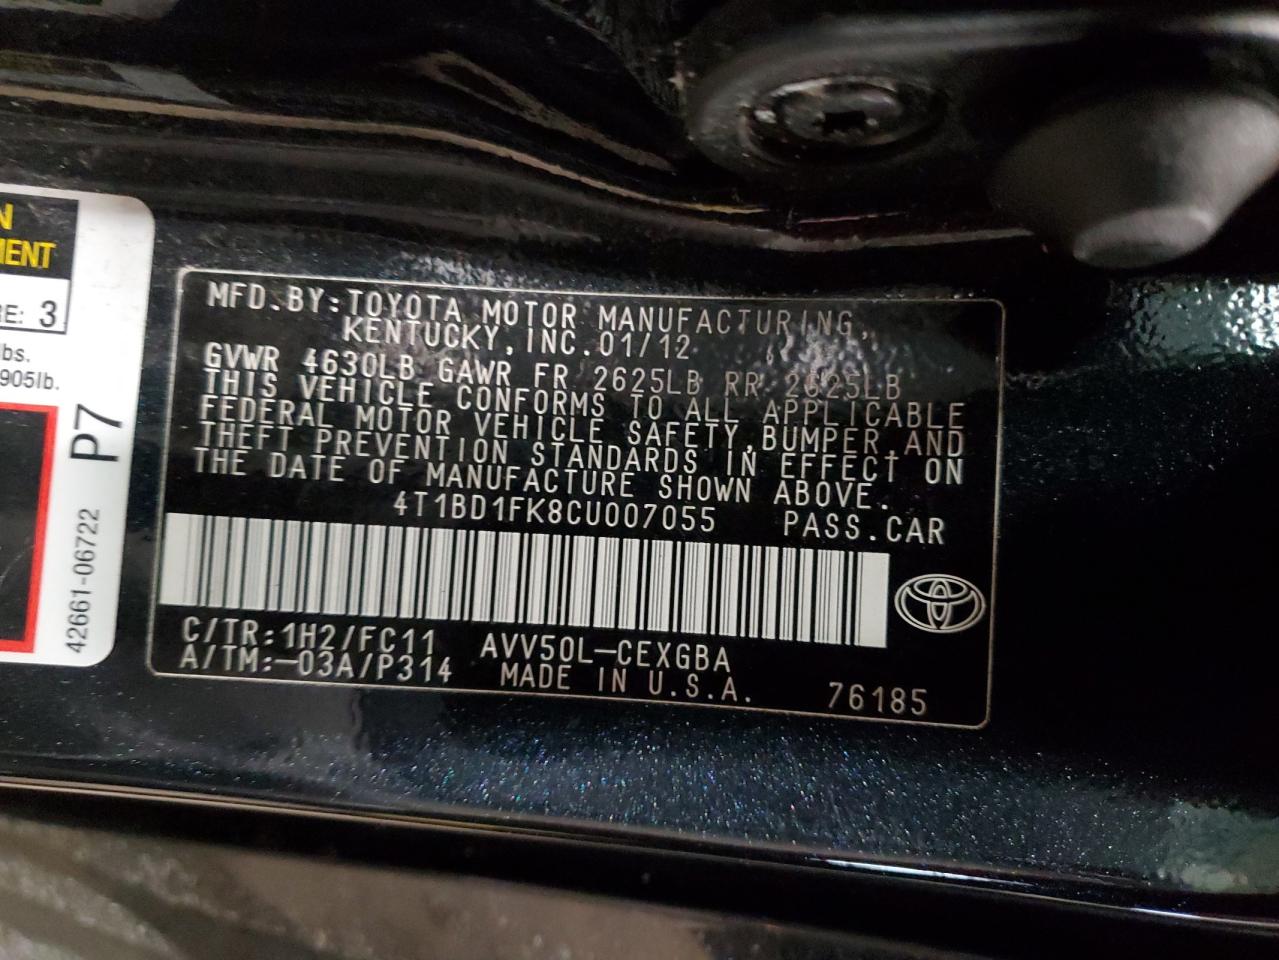 N
MENT
RE: 3
lbs.
905lb.
42661-06722 P7
MFD.BY:TOYOTA MOTOR MANUFACTURING,
KENTUCKY,INC.01/12
GVWR 4630LB GAWR FR 2625LB RR 2625LB
THIS VEHICLE CONFORMS TO ALL APPLICABLE
FEDERAL MOTOR VEHICLE SAFETY,BUMPER,AND
THEFT PREVENTION STANDARDS IN EFFECT ON
THE DATE OF MANUFACTURE SHOWN ABOVE.
4T1BD1FK8CU007055 PASS.CAR
C/TR:1H2/FC11 AVV50L-CEXGBA
A/TM:-03A/P314 MADE IN U.S.A. 76185